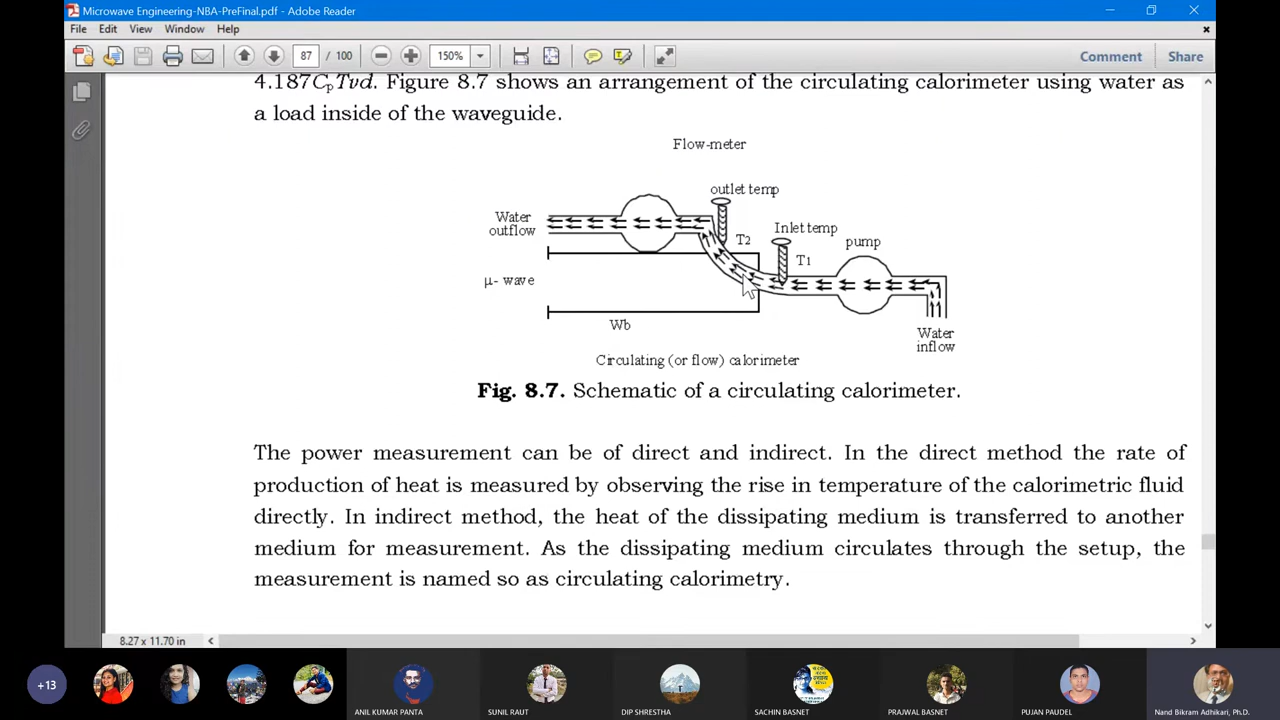 Microwave Engineering-NBA-PreFinal.pdf - Adobe Reader
File Edit View Window Help
87 / 100 150% Comment Share
4.187CpTvd. Figure 8.7 shows an arrangement of the circulating calorimeter using water as
a load inside of the waveguide.
Flow-meter
outlet temp
Water
outflow
Inlet temp
T2
pump
T1
μ- wave
Wb
Water
inflow
Circulating (or flow) calorimeter
Fig. 8.7. Schematic of a circulating calorimeter.
The power measurement can be of direct and indirect. In the direct method the rate of
production of heat is measured by observing the rise in temperature of the calorimetric fluid
directly. In indirect method, the heat of the dissipating medium is transferred to another
medium for measurement. As the dissipating medium circulates through the setup, the
measurement is named so as circulating calorimetry.
8.27 x 11.70 in
+13
ANIL KUMAR PANTA
SUNIL RAUT
DIP SHRESTHA
SACHIN BASNET
PRAJWAL BASNET
PUJAN PAUDEL
Nand Bikram Adhikari, Ph.D.